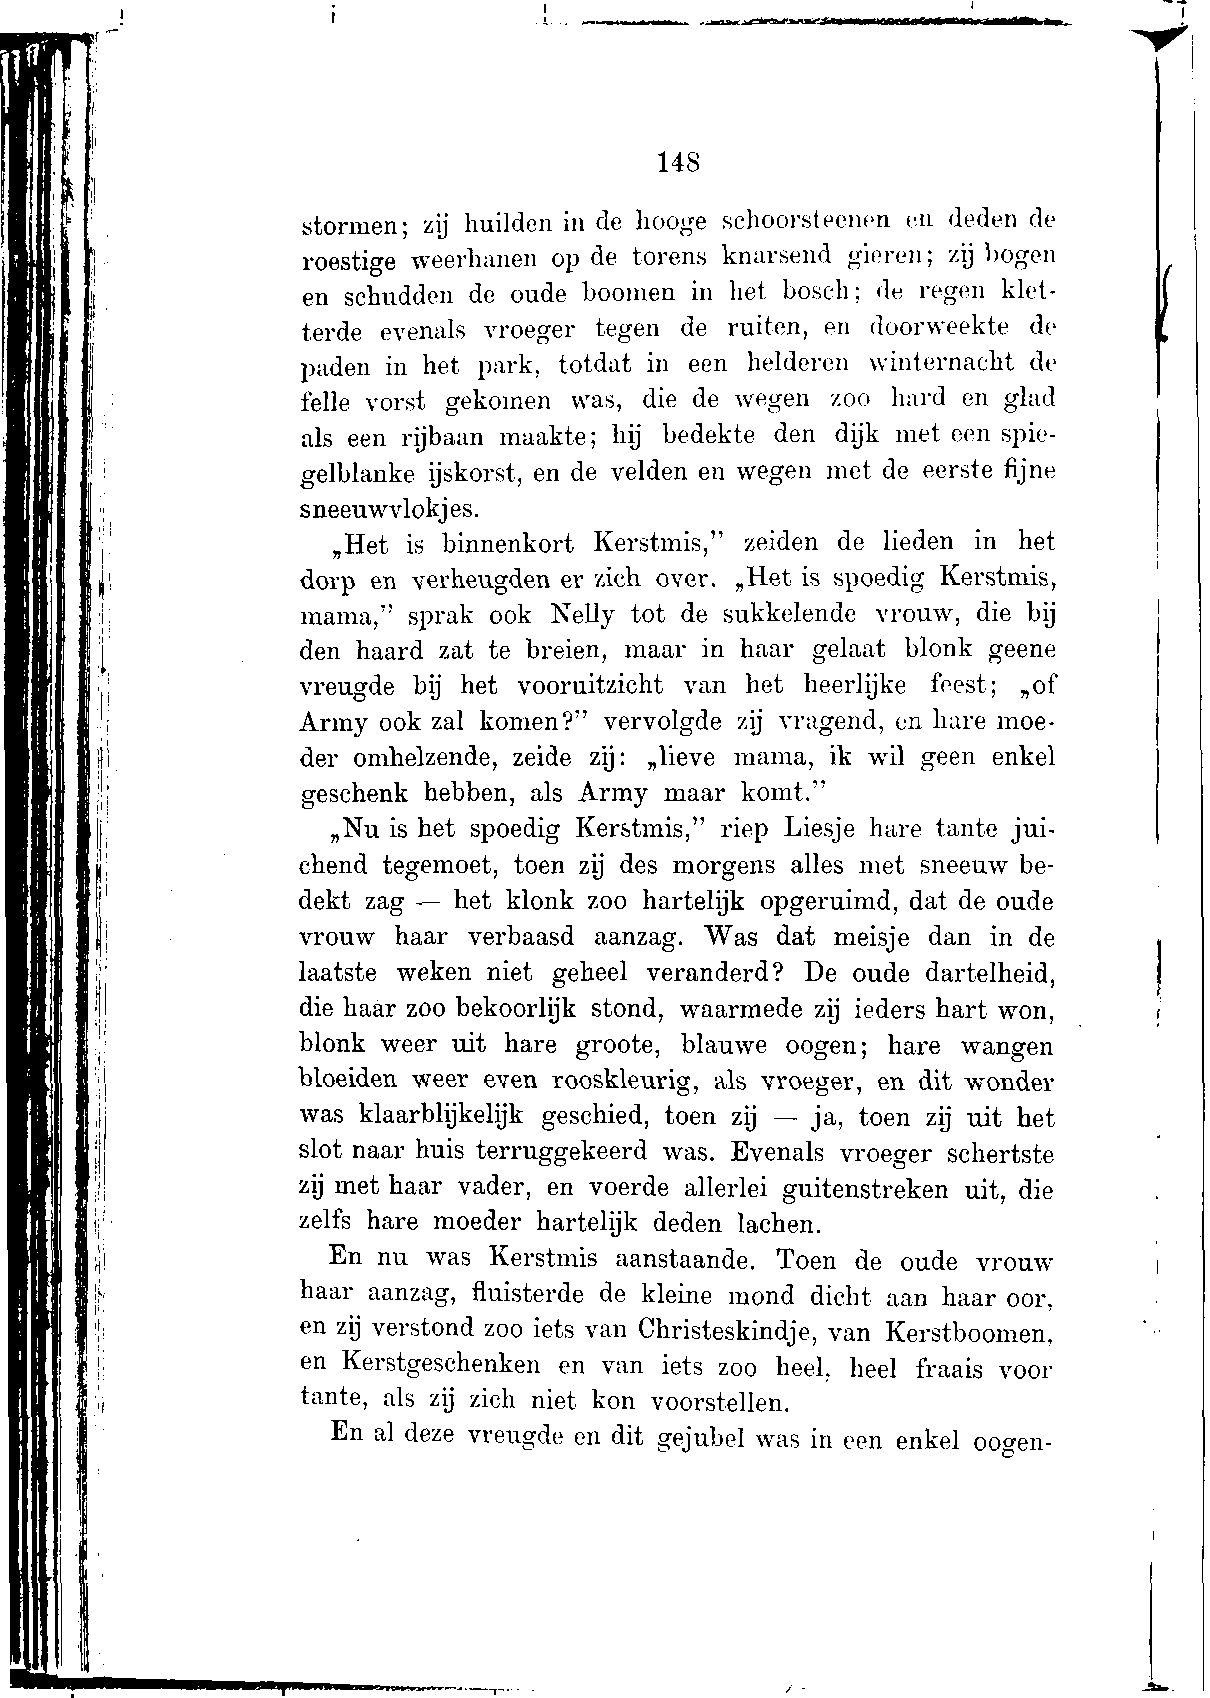 148
stormen; zij huilden in de hooge schoorsteenen en deden de
roestige weerhanen op de torens knarsend gieren; zij bogen
en schudden de oude boomen in het bosch; de regen klet-
terde evenals vroeger tegen de ruiten, en doorweekte de
paden in het park, totdat in een helderen winternacht de
felle vorst gekomen was, die de wegen zoo hard en glad
als een rijbaan maakte; hij bedekte den dijk met een spie-
gelblanke ijskorst, en de velden en wegen met de eerste fijne
sneeuwvlokjes.
„Het is binnenkort Kerstmis,” zeiden de lieden in het
dorp en verheugden er zich over. „Het is spoedig Kerstmis,
mama,” sprak ook Nelly tot de sukkelende vrouw, die bij
den haard zat te breien, maar in haar gelaat blonk geene
vreugde bij het vooruitzicht van het heerlijke feest; „of
Army ook zal komen?” vervolgde zij vragend, en hare moe-
der omhelzende, zeide zij: „lieve mama, ik wil geen enkel
geschenk hebben, als Army maar komt.”
„Nu is het spoedig Kerstmis,” riep Liesje hare tante jui-
chend tegemoet, toen zij des morgens alles met sneeuw be-
dekt zag — het klonk zoo hartelijk opgeruimd, dat de oude
vrouw haar verbaasd aanzag. Was dat meisje dan in de
laatste weken niet geheel veranderd? De oude dartelheid,
die haar zoo bekoorlijk stond, waarmede zij ieders hart won,
blonk weer uit hare groote, blauwe oogen; hare wangen
bloeiden weer even rooskleurig, als vroeger, en dit wonder
was klaarblijkelijk geschied, toen zij — ja, toen zij uit het
slot naar huis terruggekeerd was. Evenals vroeger schertste
zij met haar vader, en voerde allerlei guitenstreken uit, die
zelfs hare moeder hartelijk deden lachen.
En nu was Kerstmis aanstaande. Toen de oude vrouw
haar aanzag, fluisterde de kleine mond dicht aan haar oor,
en zij verstond zoo iets van Christeskindje, van Kerstboomen,
en Kerstgeschenken en van iets zoo heel, heel fraais voor
tante, als zij zich niet kon voorstellen.
En al deze vreugde en dit gejubel was in een enkel oogen-